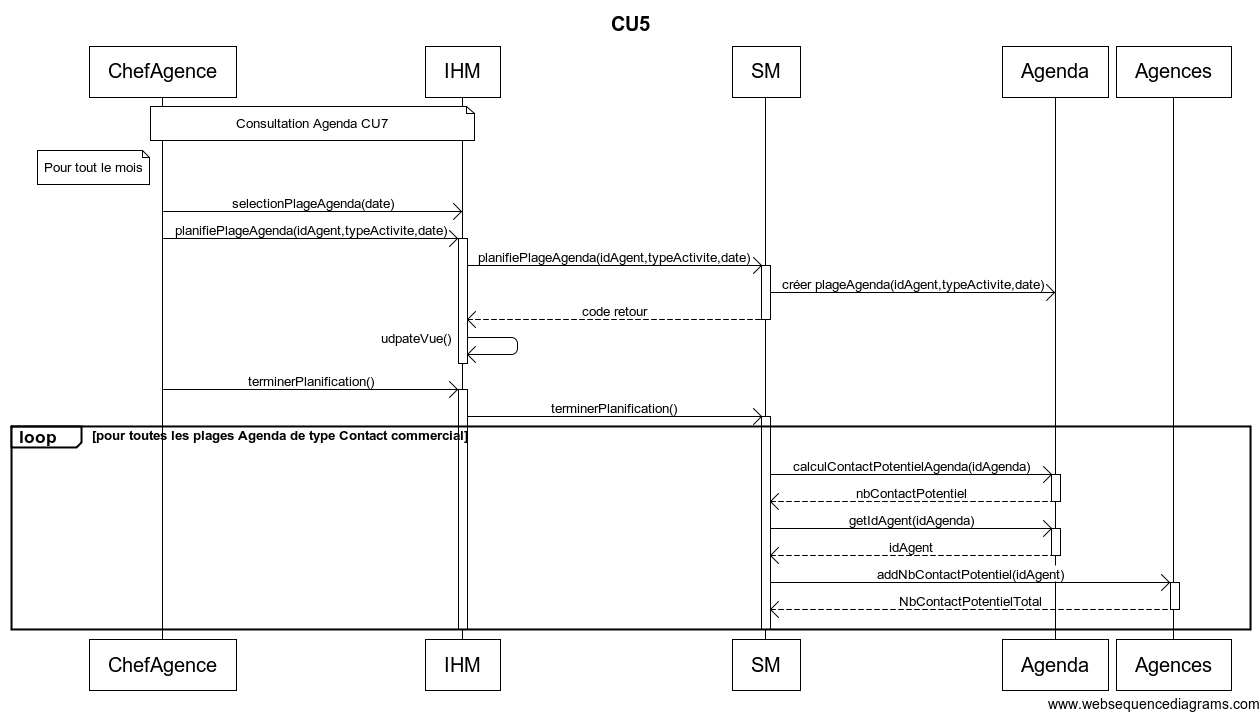 CU5
ChefAgence
IHM
SM
Agenda
Agences
Consultation Agenda CU7
Pour tout le mois
selectionPlageAgenda(date)
planifiePlageAgenda(idAgent,typeActivite,date)
planifiePlageAgenda(idAgent,typeActivite,date)
créer plageAgenda(idAgent,typeActivite,date)
code retour
udpateVue()
terminerPlanification()
terminerPlanification()
loop [pour toutes les plages Agenda de type Contact commercial]
calculContactPotentielAgenda(idAgenda)
nbContactPotentiel
getIdAgent(idAgenda)
idAgent
addNbContactPotentiel(idAgent)
NbContactPotentielTotal
ChefAgence
IHM
SM
Agenda
Agences
www.websequencediagrams.com